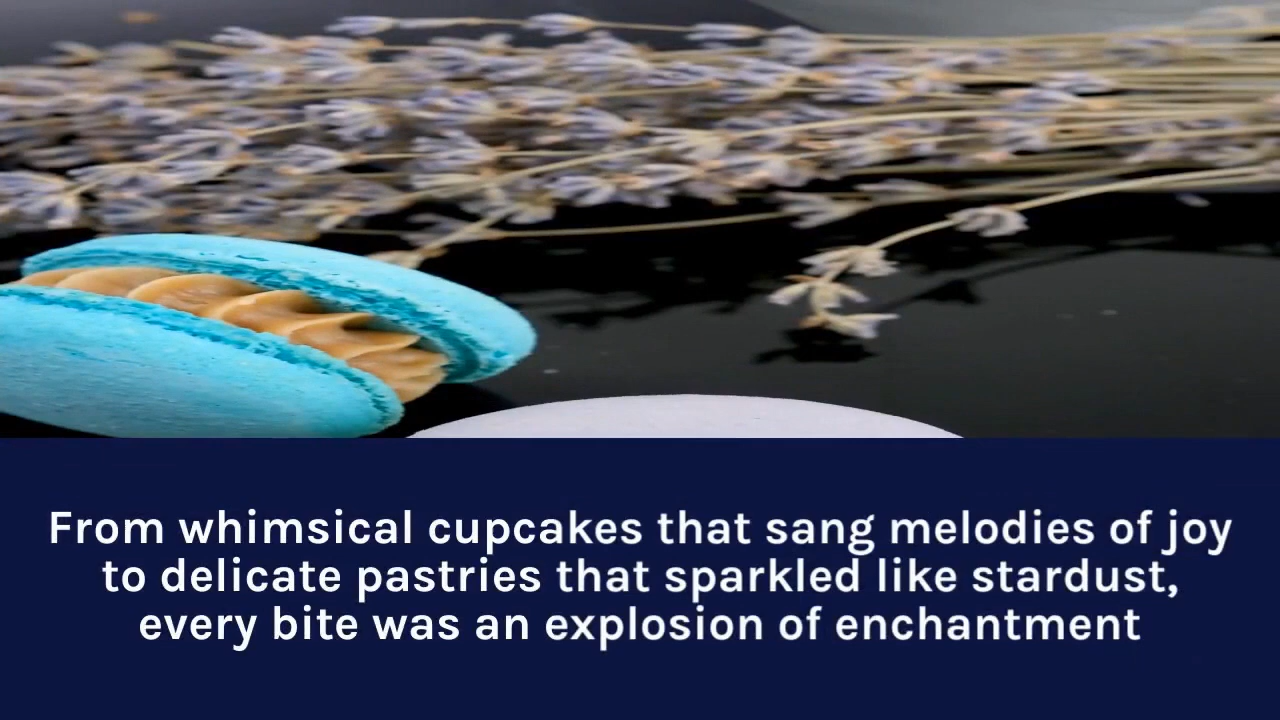 From whimsical cupcakes that sang melodies of joy
to delicate pastries that sparkled like stardust,
every bite was an explosion of enchantment